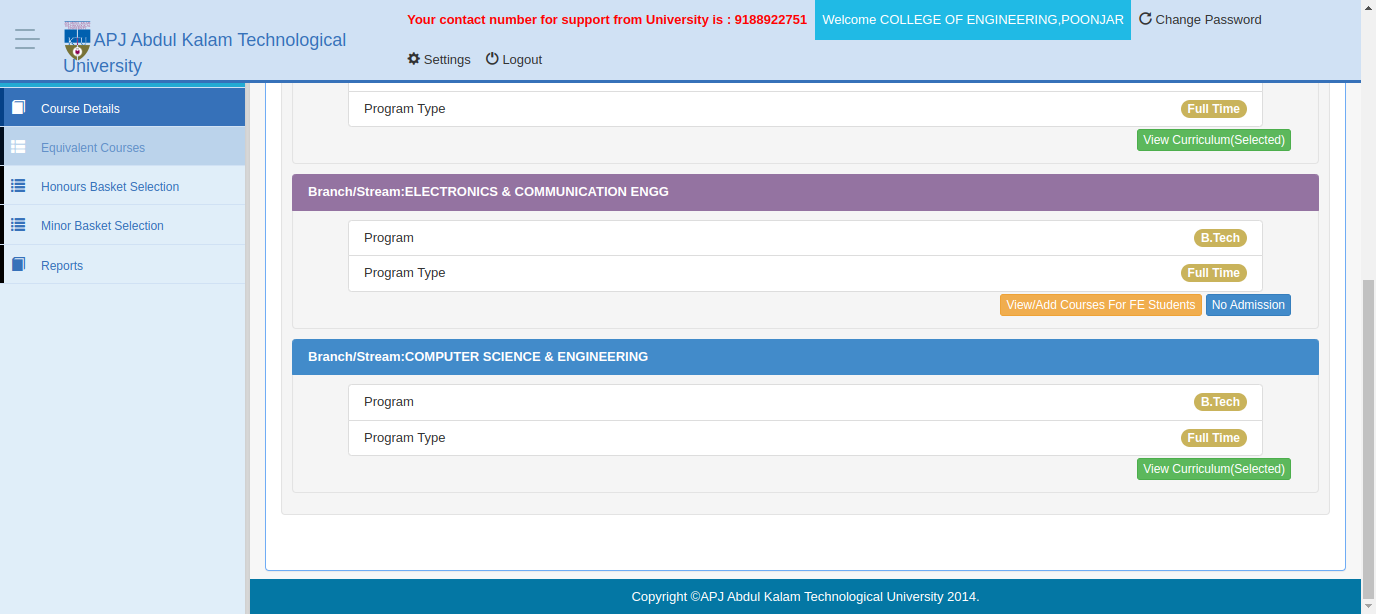 APJ Abdul Kalam Technological
University
Your contact number for support from University is : 9188922751
Welcome COLLEGE OF ENGINEERING,POONJAR
Change Password
Settings
Logout
Course Details
Equivalent Courses
Honours Basket Selection
Minor Basket Selection
Reports
Program Type Full Time
View Curriculum(Selected)
Branch/Stream:ELECTRONICS & COMMUNICATION ENGG
Program B.Tech
Program Type Full Time
View/Add Courses For FE Students No Admission
Branch/Stream:COMPUTER SCIENCE & ENGINEERING
Program B.Tech
Program Type Full Time
View Curriculum(Selected)
Copyright ©APJ Abdul Kalam Technological University 2014.